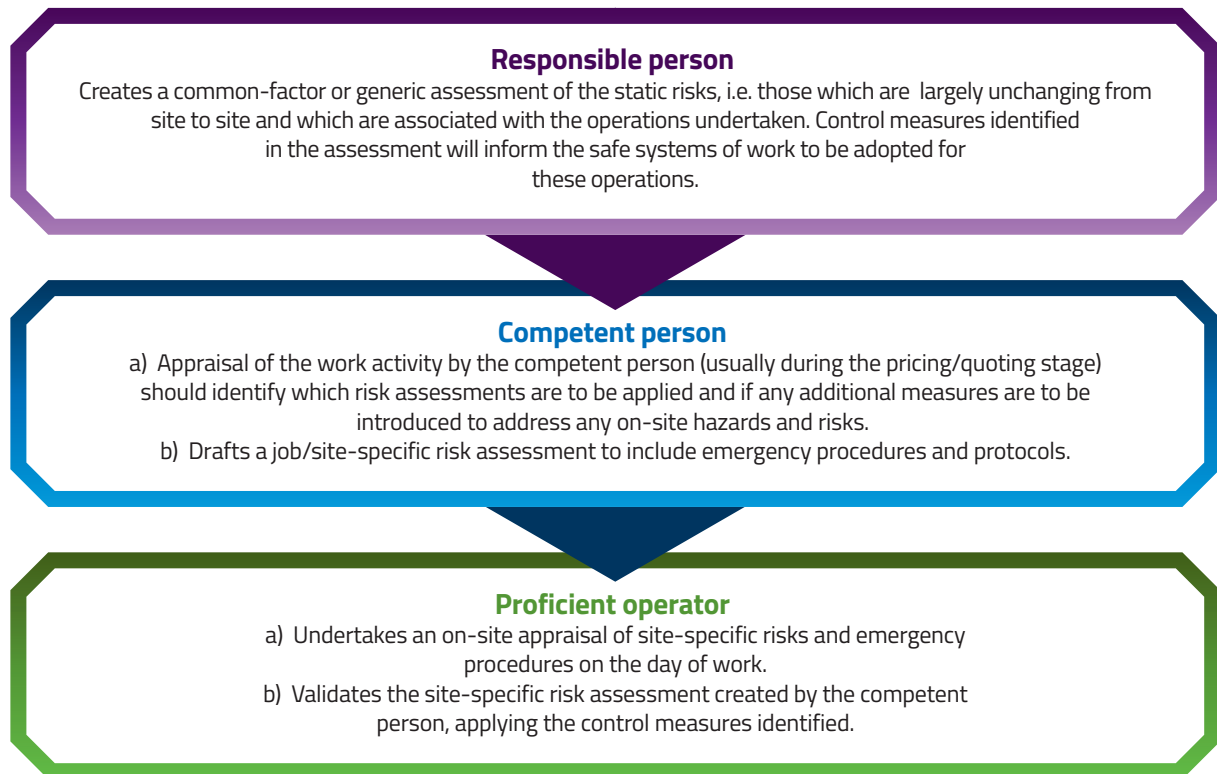 Responsible person
Creates a common-factor or generic assessment of the static risks, i.e. those which are largely unchanging from
site to site and which are associated with the operations undertaken. Control measures identified
in the assessment will inform the safe systems of work to be adopted for
these operations.
Competent person
a) Appraisal of the work activity by the competent person (usually during the pricing/quoting stage)
should identify which risk assessments are to be applied and if any additional measures are to be
introduced to address any on-site hazards and risks.
b) Drafts a job/site-specific risk assessment to include emergency procedures and protocols.
Proficient operator
a) Undertakes an on-site appraisal of site-specific risks and emergency
procedures on the day of work.
b) Validates the site-specific risk assessment created by the competent
person, applying the control measures identified.